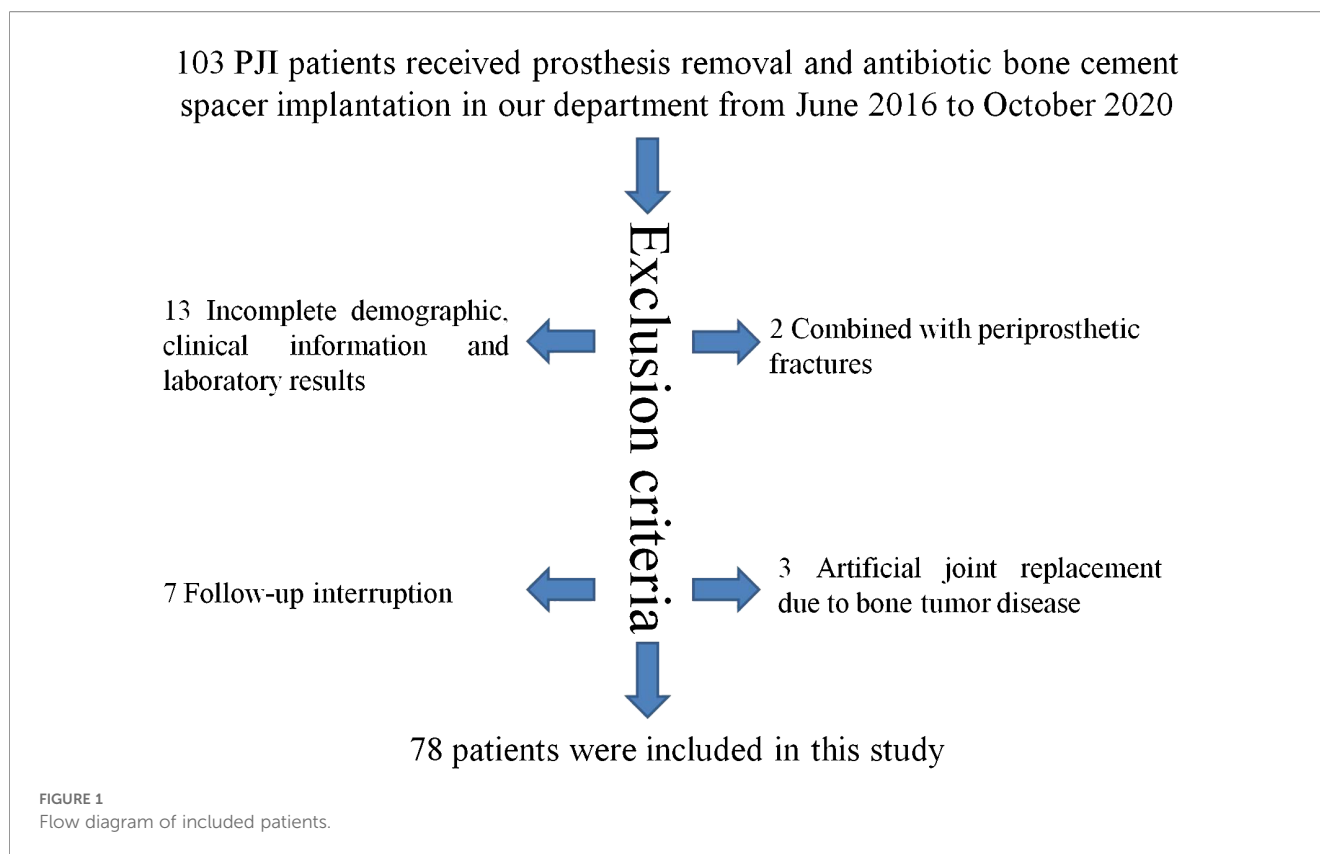 103 PJI patients received prosthesis removal and antibiotic bone cement
spacer implantation in our department from June 2016 to October 2020
Exclusion criteria
13 Incomplete demographic,
clinical information and
laboratory results
2 Combined with periprosthetic
fractures
7 Follow-up interruption
3 Artificial joint replacement
due to bone tumor disease
78 patients were included in this study
FIGURE 1
Flow diagram of included patients.